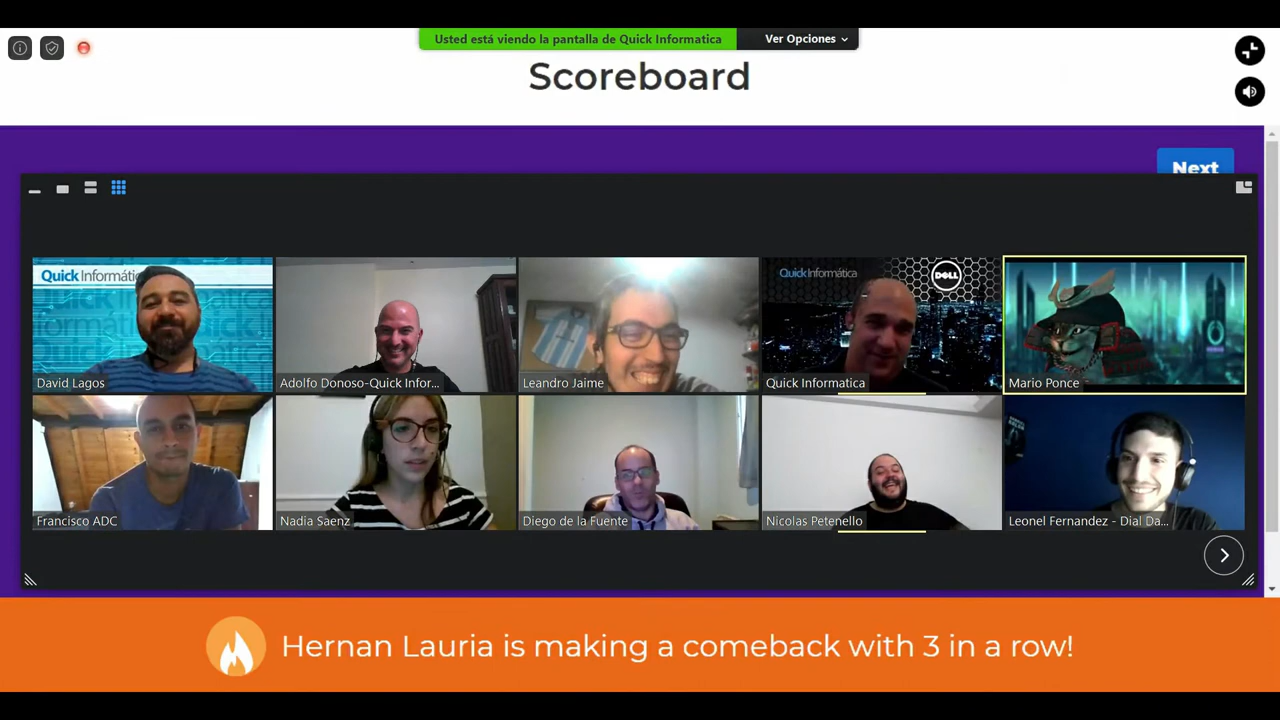 Usted está viendo la pantalla de Quick Informatica
Ver Opciones
Scoreboard
Next
Quick Informátic
Quick Informática
DELL
David Lagos
Adolfo Donoso-Quick Infor...
Leandro Jaime
Quick Informatica
Mario Ponce
Francisco ADC
Nadia Saenz
Diego de la Fuente
Nicolas Petenello
Leonel Fernandez - Dial Da...
Hernan Lauria is making a comeback with 3 in a row!